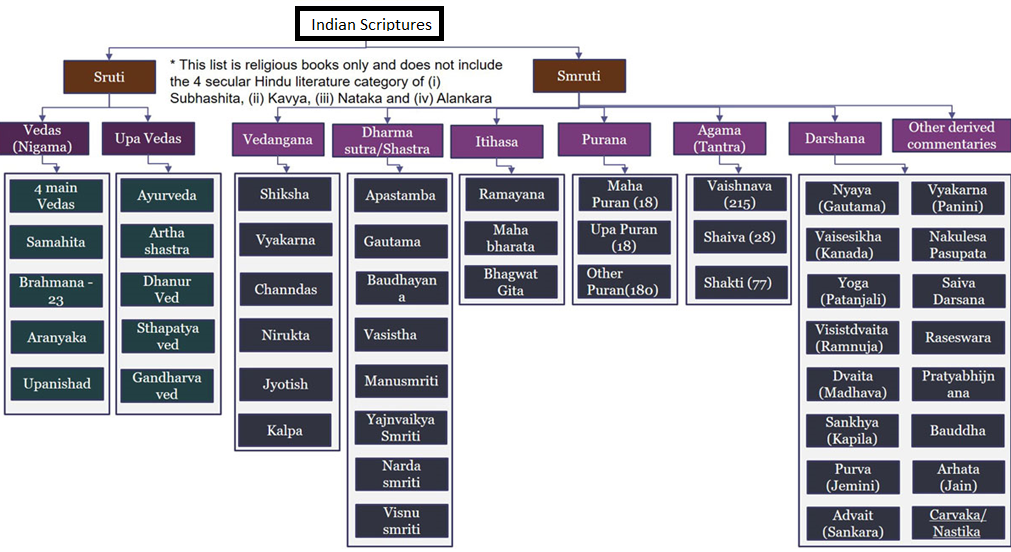 Indian Scriptures
Sruti
* This list is religious books only and does not include
the 4 secular Hindu literature category of (i)
Subhashita, (ii) Kavya, (iii) Nataka and (iv) Alankara
Smruti
Vedas
(Nigama)
Upa Vedas
Vedangana
Dharma
sutra/Shastra
Itihasa
Purana
Agama
(Tantra)
Darshana
Other derived
commentaries
4 main
Vedas
Samahita
Brahmana -
23
Aranyaka
Upanishad
Ayurveda
Artha
shastra
Dhanur
Ved
Sthapatya
ved
Gandharva
ved
Shiksha
Vyakarna
Channdas
Nirukta
Jyotish
Kalpa
Apastamba
Gautama
Baudhayan
a
Vasistha
Manusmriti
Yajnvaikya
Smriti
Narda
smriti
Visnu
smriti
Ramayana
Maha
bharata
Bhagwat
Gita
Maha
Puran (18)
Upa Puran
(18)
Other
Puran(180)
Vaishnava
(215)
Shaiva (28)
Shakti (77)
Nyaya
(Gautama)
Vaisesikha
(Kanada)
Yoga
(Patanjali)
Visistdvaita
(Ramnuja)
Dvaita
(Madhava)
Sankhya
(Kapila)
Purva
(Jemini)
Advait
(Sankara)
Vyakarna
(Panini)
Nakulesa
Pasupata
Saiva
Darsana
Raseswara
Pratyabhijn
ana
Bauddha
Arhata
(Jain)
Carvaka/
Nastika